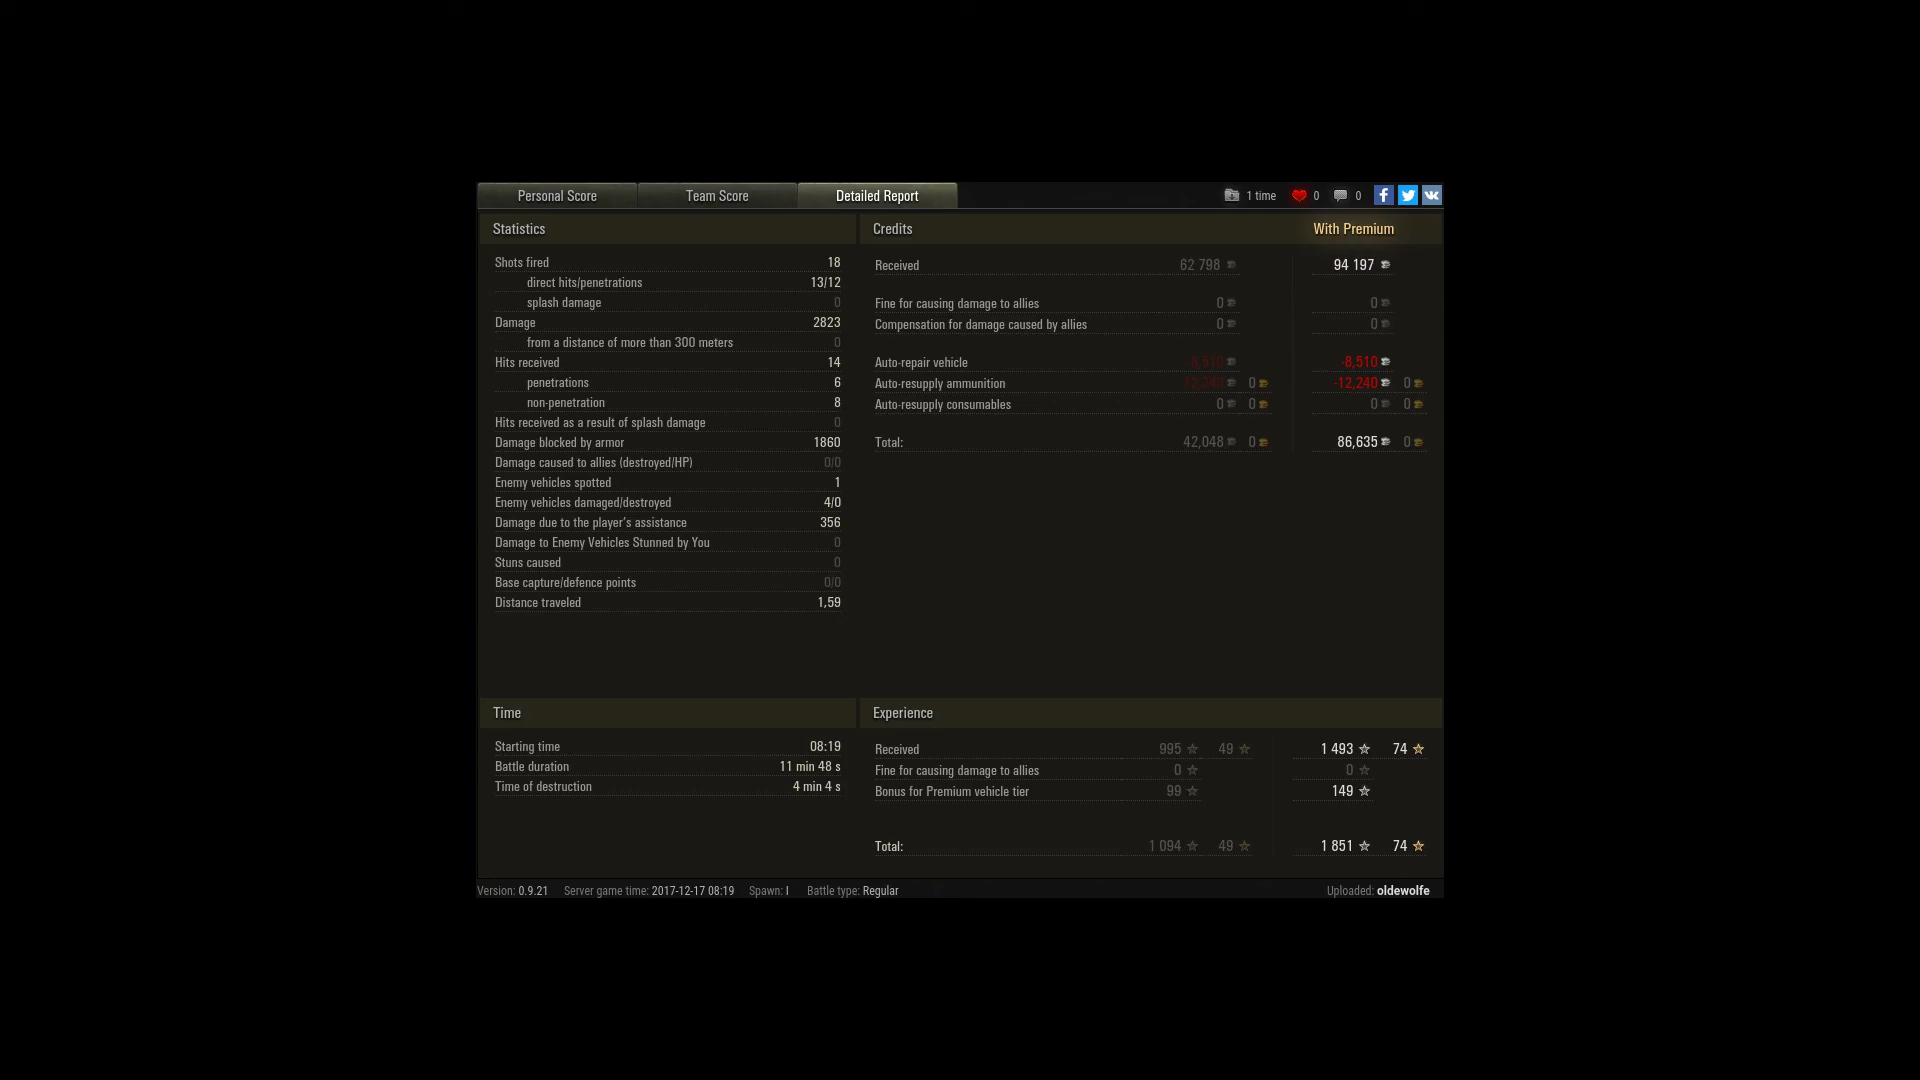 Personal Score Team Score Detailed Report 1 time 0 0
Statistics
Shots fired 18
direct hits/penetrations 13/12
splash damage 0
Damage 2823
from a distance of more than 300 meters 0
Hits received 14
penetrations 6
non-penetration 8
Hits received as a result of splash damage 0
Damage blocked by armor 1860
Damage caused to allies (destroyed/HP) 0/0
Enemy vehicles spotted 1
Enemy vehicles damaged/destroyed 4/0
Damage due to the player's assistance 356
Damage to Enemy Vehicles Stunned by You 0
Stuns caused 0
Base capture/defence points 0/0
Distance traveled 1,59
Credits With Premium
Received 62 798 94 197
Fine for causing damage to allies 0 0
Compensation for damage caused by allies 0 0
Auto-repair vehicle -8,510 -8,510
Auto-resupply ammunition -12,240 0 -12,240 0
Auto-resupply consumables 0 0 0 0
Total: 42,048 0 86,635 0
Time
Starting time 08:19
Battle duration 11 min 48 s
Time of destruction 4 min 4 s
Experience
Received 995 49 1 493 74
Fine for causing damage to allies 0 0
Bonus for Premium vehicle tier 99 149
Total: 1 094 49 1 851 74
Version: 0.9.21 Server game time: 2017-12-17 08:19 Spawn: I Battle type: Regular Uploaded: oldewolfe